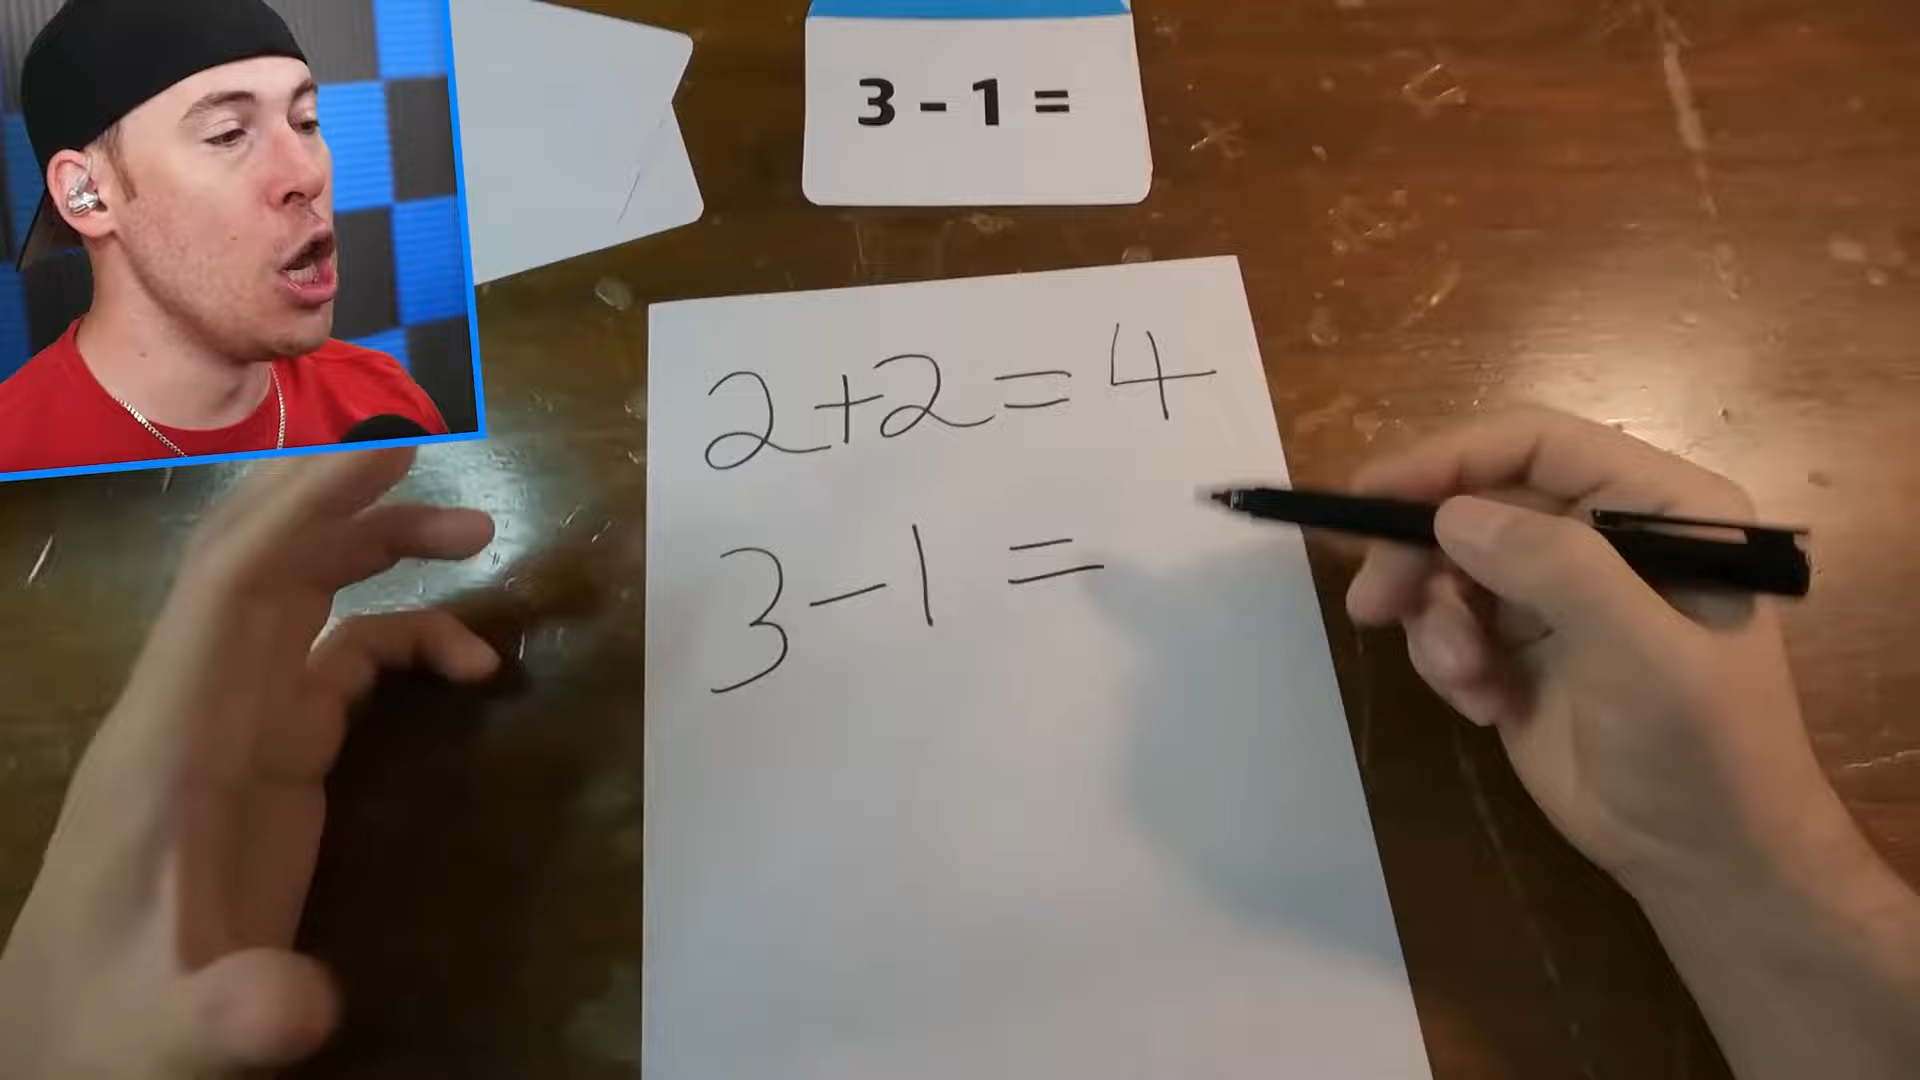 3 - 1 =
2+2=4
3-1 =